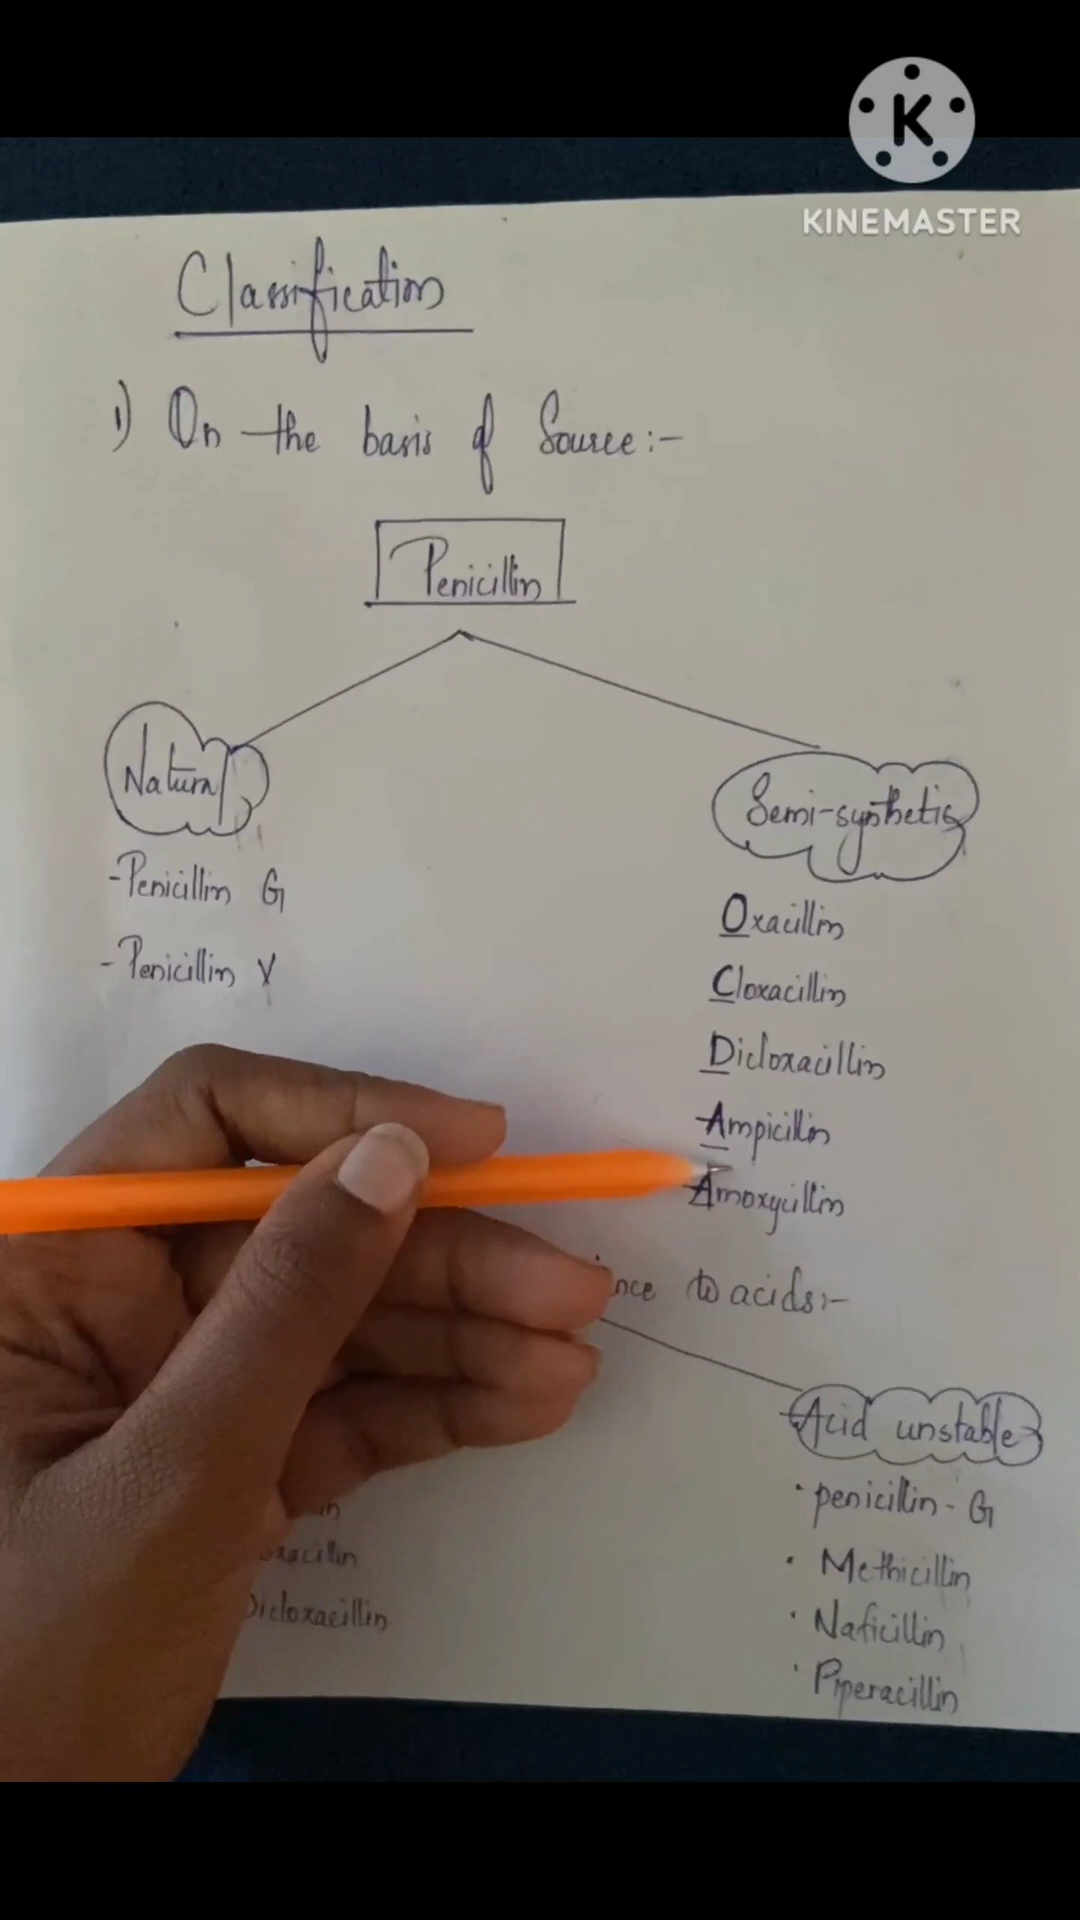 KINEMASTER
Classification
1) On the basis of Source:-
Penicillin
Natural
- Penicillin G
- Penicillin V
Semi-synthetic
Oxacillin
Cloxacillin
Dicloxacillin
Ampicillin
Amoxycillin
to acids:-
Acid unstable
· penicillin - G
· Methicillin
· Naficillin
· Piperacillin
Dicloxacillin